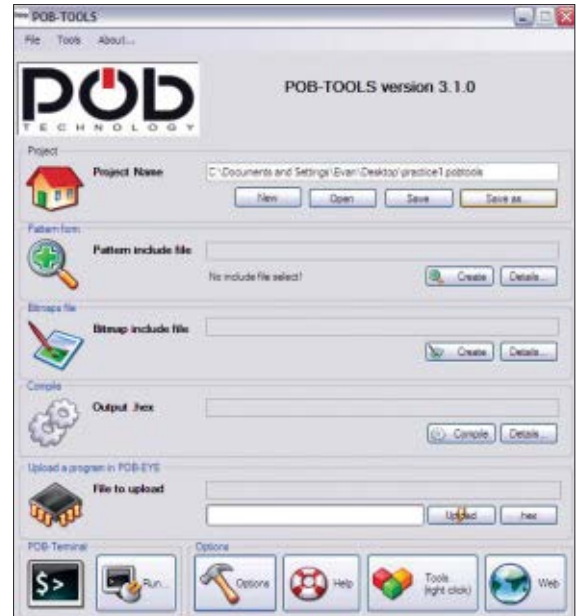 POB-TOOLS
File Tools About...
POB
TECHNOLOGY
POB-TOOLS version 3.1.0
Project
Project Name
C:\Documents and Settings\Evan\Desktop\practice1.pobtools
New Open Save Save as...
Pattern form
Pattern include file
No include file select!
Create Details...
Bitmaps file
Bitmap include file
Create Details...
Compile
Output .hex
Compile Details...
Upload a program in POB-EYE
File to upload
Upload .hex
POB-Terminal
Options
$>
Run...
Options
Help
Tools
(right click)
Web